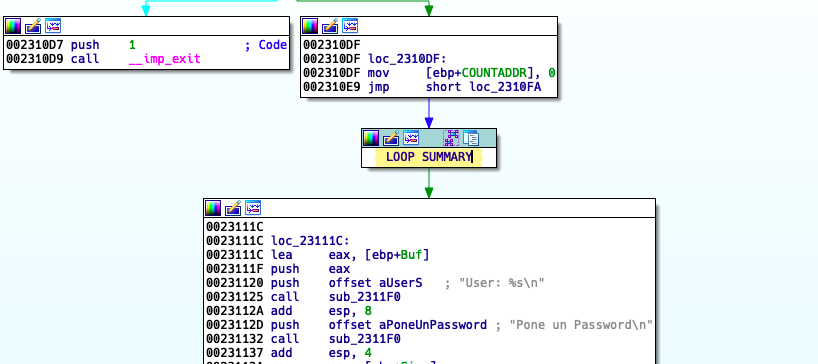 002310D7 push 1 ; Code
002310D9 call __imp_exit
002310DF
002310DF loc_2310DF:
002310DF mov [ebp+COUNTADDR], 0
002310E9 jmp short loc_2310FA
LOOP SUMMARY
0023111C
0023111C loc_23111C:
0023111C lea eax, [ebp+Buf]
0023111F push eax
00231120 push offset aUserS ; "User: %s\n"
00231125 call sub_2311F0
0023112A add esp, 8
0023112D push offset aPoneUnPassword ; "Pone un Password\n"
00231132 call sub_2311F0
00231137 add esp, 4